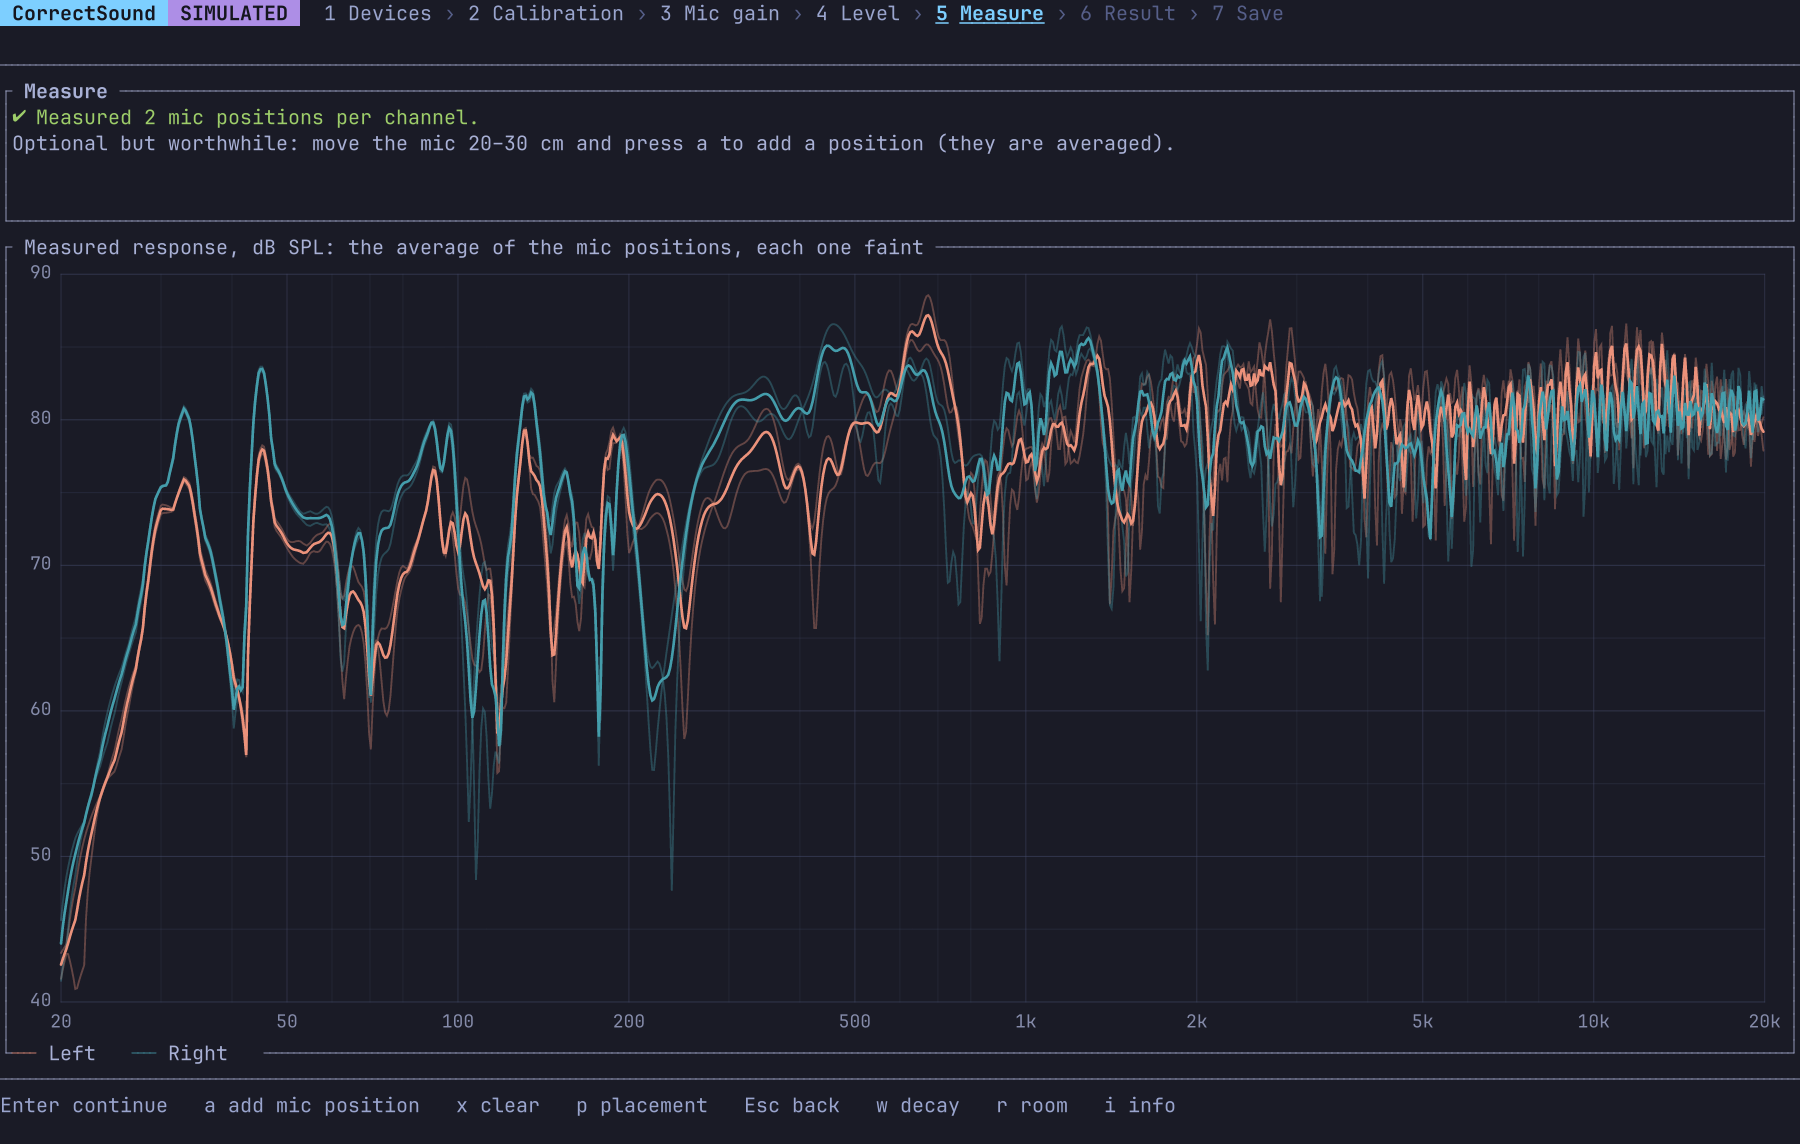 CorrectSound SIMULATED 1 Devices › 2 Calibration › 3 Mic gain › 4 Level › 5 Measure › 6 Result › 7 Save
Measure
✔ Measured 2 mic positions per channel.
Optional but worthwhile: move the mic 20–30 cm and press a to add a position (they are averaged).
Measured response, dB SPL: the average of the mic positions, each one faint
90
80
70
60
50
40
20 50 100 200 500 1k 2k 5k 10k 20k
Left Right
Enter continue a add mic position x clear p placement Esc back w decay r room i info